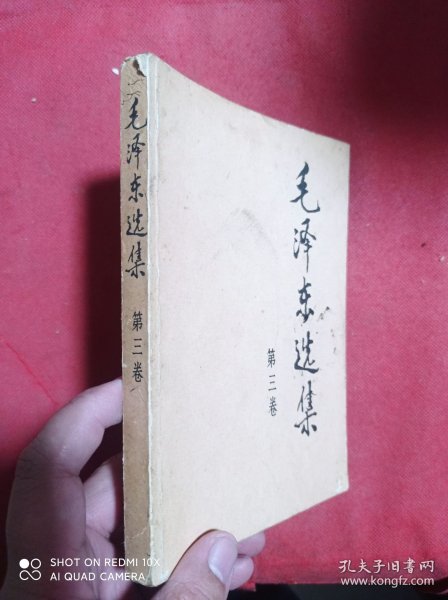 毛泽东选集
第三卷
毛泽东选集
第三卷
SHOT ON REDMI 10X
AI QUAD CAMERA
孔夫子旧书网
www.kongfz.com